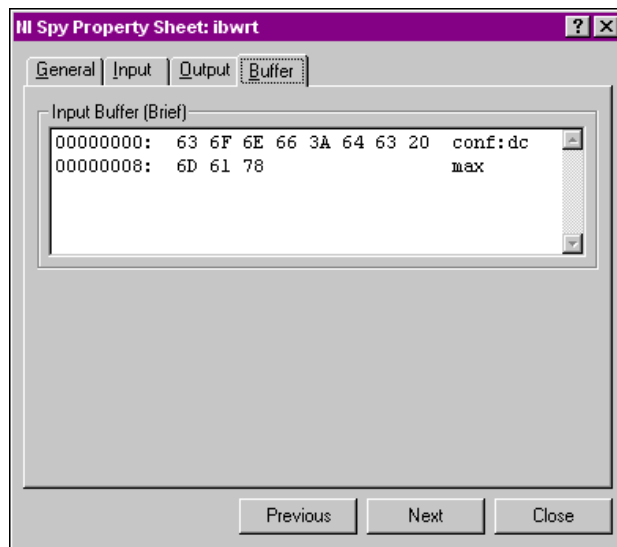 NI Spy Property Sheet: ibwrt
General Input Output Buffer
Input Buffer (Brief)
00000000: 63 6F 6E 66 3A 64 63 20 conf:dc
00000008: 6D 61 78 max
Previous Next Close